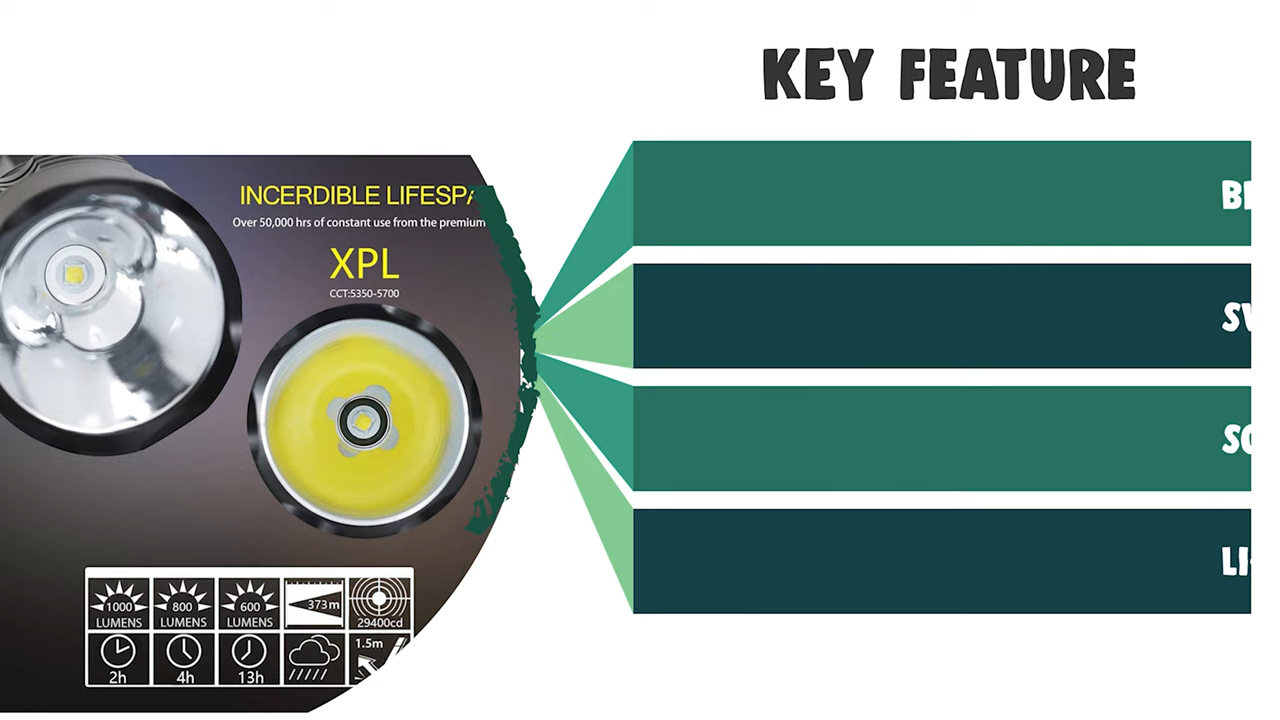 KEY FEATURE
INCERDIBLE LIFESPA
Over 50,000 hrs of constant use from the premium
XPL
CCT:5350-5700
1000 LUMENS
800 LUMENS
600 LUMENS
373m
29400cd
2h
4h
13h
1.5m